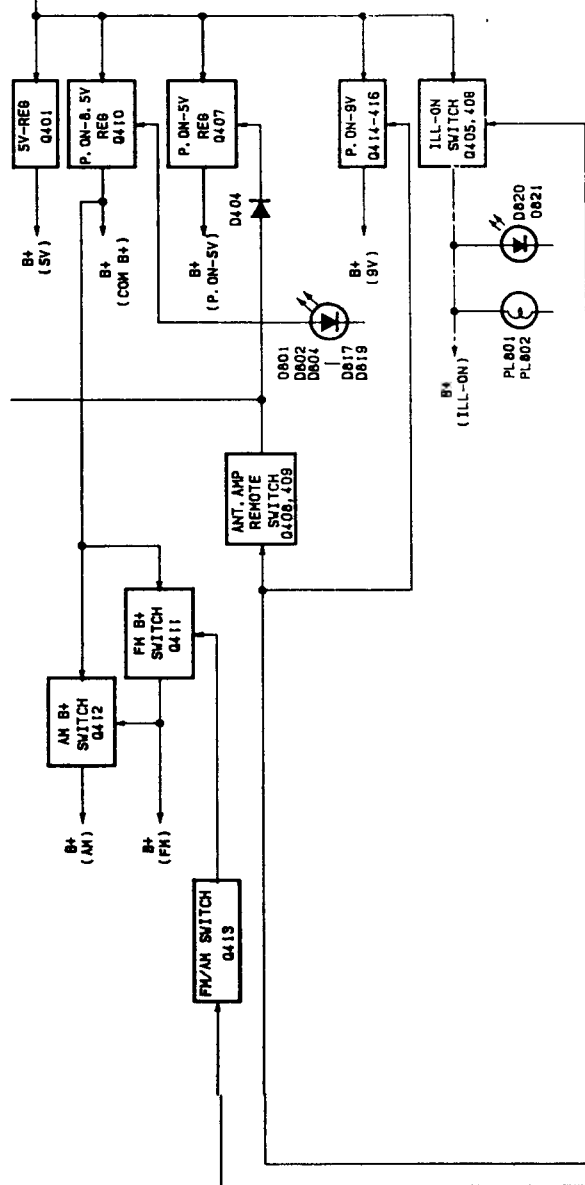 5V-REG
Q401
P.ON-8.5V
REG
Q410
P.ON-5V
REG
Q407
P.ON-9V
Q414-416
ILL-ON
SWITCH
Q405,408
B+
(5V)
B+
(COM B+)
B+
(P.ON-5V)
D404
B+
(9V)
D820
D821
D801
D802
D804
|
D817
D819
PL801
PL802
B+
(ILL-ON)
ANT.AMP
REMOTE
SWITCH
Q408,409
FM B+
SWITCH
Q411
AM B+
SWITCH
Q412
B+
(AM)
B+
(FM)
FM/AM SWITCH
Q413